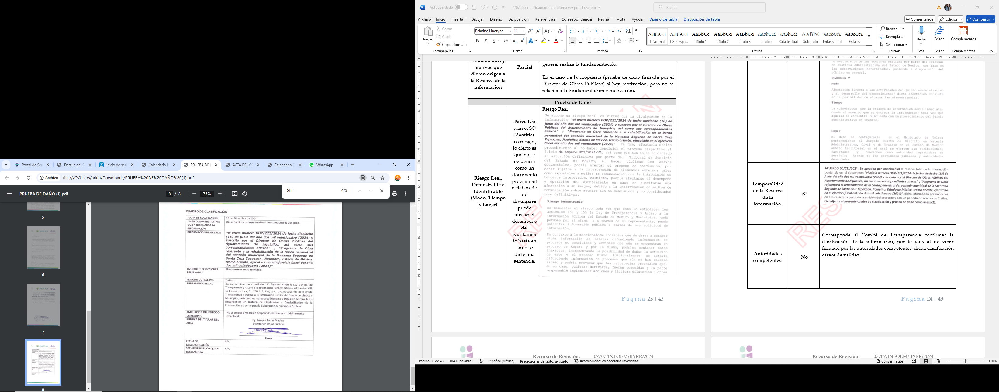 Portal de Ser
Detalle del S
Inicio de ses
Calendario in
PRUEBA DE
ACTA DEL CO
Calendario C
WhatsApp
Archivo
file:///C:/Users/arkin/Downloads/PRUEBA%20DE%20DAÑO%20(1).pdf
PRUEBA DE DAÑO (1).pdf
8 / 8
75%
XIII
0/0
5
6
7
8
CUADRO DE CLASIFICACIÓN
FECHA DE CLASIFICACION
19 de Diciembre de 2024
UNIDAD ADMINISTRATIVA
QUIEN RESGUARDA LA
INFORMACION
Obras Públicas del Ayuntamiento Constitucional de Jiquipilco.
INFORMACION RESERVADA
"el oficio número DOP/221/2024 de fecha dieciocho
(18) de junio del año dos mil veinticuatro (2024) y
suscrito por el Director de Obras Públicas del
Ayuntamiento de Jiquipilco, así como sus
correspondientes anexos" y "Programa de Obra
referente a la rehabilitación de la barda perimetral
del panteón municipal de la Manzana Segunda de
Santa Cruz Tepexpan, Jiquipilco, Estado de México,
tramo oriente, ejecutado en el ejercicio fiscal del año
dos mil veinticuatro (2024)"
LAS PARTES O SECCIONES
RESERVADAS
El documento en su totalidad.
PERIODO DE RESERVA
2 años.
FUNFAMENTO LEGAL
De conformidad en el artículo 113 fracción XI de la Ley General de
Transparencia y Acceso a la Información Pública; Artículo 49 fracción VIII,
59 fracciones I y V, 91, 128, 129, 132, 137, 140, fracción VIII de la Ley de
Transparencia y Acceso a la Información Pública del Estado de México y
Municipios; así como los numerales Trigésimo y Trigésimo Tercero de los
Lineamientos en materia de Clasificación y Desclasificación de la
Información, así como para la Elaboración de Versiones Públicas
AMPLIACION DEL PERIODO
DE RESERVA
No se solicitó ampliación del periodo de reserva al originalmente
establecido
RUBRICA DEL TITULAR DEL
AREA
Ing. Enrique Torres Medina .
Director de Obras Publicas
Firma
FECHA DE
DESCLASIFICACIÓN
N/A
SERVIDOR PUBLICO QUIEN
DESCLASIFICA
N/A
Autoguardado
7707.docx - Guardado por última vez por el usuario
Buscar
Archivo Inicio Insertar Dibujar Diseño Disposición Referencias Correspondencia Revisar Vista Ayuda Diseño de tabla Disposición de tabla
Comentarios
Edición
Compartir
Pegar
Cortar
Copiar
Copiar formato
Portapapeles
Palatino Linotype
11
Fuente
Párrafo
¶ Normal
¶ Sin espa...
Título 1
Título 2
Título 3
Título 4
Cita textual
Subtítulo
Énfasis sutil
Énfasis
Estilos
Buscar
Reemplazar
Seleccionar
Edición
Dictar
Voz
Editor
Editor
Complementos
Complementos
fundamentos y
motivos que
dieron origen a
la Reserva de la
información
Parcial
general realiza la fundamentación.
En el caso de la propuesta (prueba de daño firmada por el
Director de Obras Públicas) si hay motivación, pero no se
relaciona la fundamentación y motivación.
Prueba de Daño
Riesgo Real,
Demostrable e
Identificable
(Modo, Tiempo
y Lugar)
Parcial, si
bien el SO
identifica
los riesgos,
lo cierto es
que no se
evidencia
como un
documento
previament
e elaborado
de
divulgarse
puede
afectar el
desempeño
del
ayuntamien
to hasta en
tanto se
dicte una
sentencia.
Riesgo Real
Se supone un riesgo real en virtud que la divulgación de la
información "el oficio número DOP/221/2024 de fecha dieciocho (18) de
junio del año dos mil veinticuatro (2024) y suscrito por el Director de Obras
Públicas del Ayuntamiento de Jiquipilco, así como sus correspondientes
anexos" y "Programa de Obra referente a la rehabilitación de la barda
perimetral del panteón municipal de la Manzana Segunda de Santa Cruz
Tepexpan, Jiquipilco, Estado de México, tramo oriente, ejecutado en el ejercicio
fiscal del año dos mil veinticuatro (2024)" Ya que, afectaría debido
procedimiento al no haber concluido el proceso respectivo al
juicio de Amparo 823/2024-VL; así como que aún no se ha dictado
la situación definitiva por parte del Tribunal de Justicia
del Estado de México, el hacer públicas los anexos
documentales, podría afectar el proceso de conclusión, por
estar sujetos a la intervención de elementos externos tales
como exposición a medios de comunicación o a la intromisión de
terceros interesados. Asimismo, podría afectarse el desempeño
y operación del Ayuntamiento en caso de suscitarse una
afectación a su imagen, debido a la intervención de medios de
comunicación sobre asuntos aún no concluidos y no considerados
como definitivos.
Riesgo Demostrable
Se demuestra el riesgo toda vez que como lo establecen los
artículos 152 y 155 la Ley de Transparencia y Acceso a la
información Pública del Estado de México y Municipios, toda
persona por si misma o a través de su representante, puede
solicitar información pública a través de una solicitud de
información.
En contexto a lo mencionado Se considera que de darse a conocer
dicha información se estaría difundiendo información de
procesos no concluidos y acciones que aún se encuentran en
proceso de Amparo y por lo mismo, podrían contener datos
inexactos, incrementando la posibilidad de dañar la actuación
de este y el proceso mismo. Adicionalmente, se estaría
difundiendo información de procesos que aún no han causado
estado y podría provocar que las estrategias procesales que,
en su caso, pudieran derivarse, fueran conocidas y la parte
responsable implementar acciones y tácticas dilatorias u otras
Página 23 | 43
de Justicia Administrativa del Estado de México, con base en
las observaciones determinadas, poniendo a disposición del
público en general.
FRACCION V
Modo
Afectación directa a las actividades del juicio administrativo
y al desarrollo del procedimiento; dicha afectación consiste
en la posibilidad de alterar las circunstancias.
Tiempo
La vulneración por la entrega de información seria inmediata,
desde el momento que se entrega la información; toda vez que
aquella se encuentra vinculada con un procedimiento del juicio
administrativo en trámite.
Lugar
El daño se configuraría en el Municipio de Toluca
perteneciente al Juzgado Cuarto de Distrito en Materia
Administrativa, Civil y de Trabajo en el Estado de México
ámbito territorial en el cual se ejercen sus atribuciones,
facultades y funciones como autoridad impartidora de
justicia; Además de los servidores públicos y autoridades
demandadas.
Temporalidad
de la Reserva
de la
información.
Si
ACUERDO 50/CTJ/2024: Se aprueba por unanimidad la reserva total de la información
contenida en el documento "el oficio número DOP/221/2024 de fecha dieciocho (18) de
junio del año dos mil veinticuatro (2024) y suscrito por el Director de Obras Públicas del
Ayuntamiento de Jiquipilco, así como sus correspondientes anexos" y "Programa de Obra
referente a la rehabilitación de la barda perimetral del panteón municipal de la Manzana
Segunda de Santa Cruz Tepexpan, Jiquipilco, Estado de México, tramo oriente, ejecutado
en el ejercicio fiscal del año dos mil veinticuatro (2024)", dicha información permanecerá
en ese carácter a partir de la emisión del presente y con un periodo de reserva de 2 años.
(Se adjunta al presente cuadro de clasificación y prueba de daño como anexo 2).
Autoridades
competentes.
No
Corresponde al Comité de Transparencia confirmar la
clasificación de la información; por lo que, al no venir
firmado por las autoridades competentes, dicha clasificación
carece de validez.
Página 24 | 43
Recurso de Revisión: 07707/INFOEM/IP/RR/2024
Recurso de Revisión: 07707/INFOEM/IP/RR/2024
Página 26 de 43
10401 palabras
Español (México)
Predicciones de texto: activado
Accesibilidad: es necesario investigar
Concentración
110%